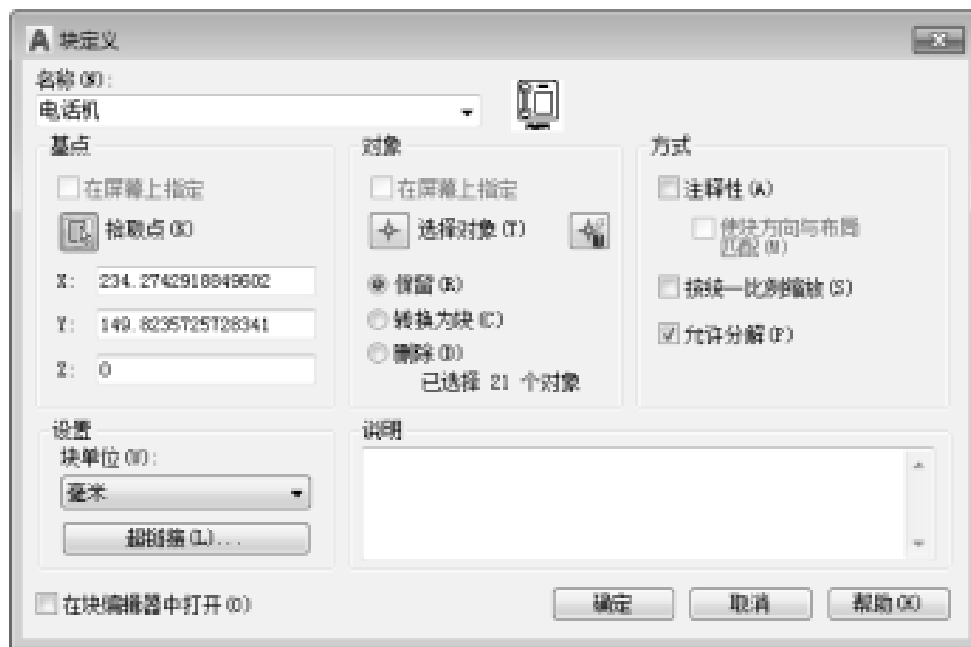 块定义
名称(N):
电话机
基点
在屏幕上指定
拾取点(K)
X: 234.2742918849602
Y: 149.8235725728341
Z: 0
对象
在屏幕上指定
选择对象(T)
保留(R)
转换为块(C)
删除(D)
已选择 21 个对象
方式
注释性(A)
使块方向与布局
匹配(M)
按统一比例缩放(S)
允许分解(P)
设置
块单位(U):
毫米
超链接(L)...
说明
在块编辑器中打开(O)
确定
取消
帮助(H)